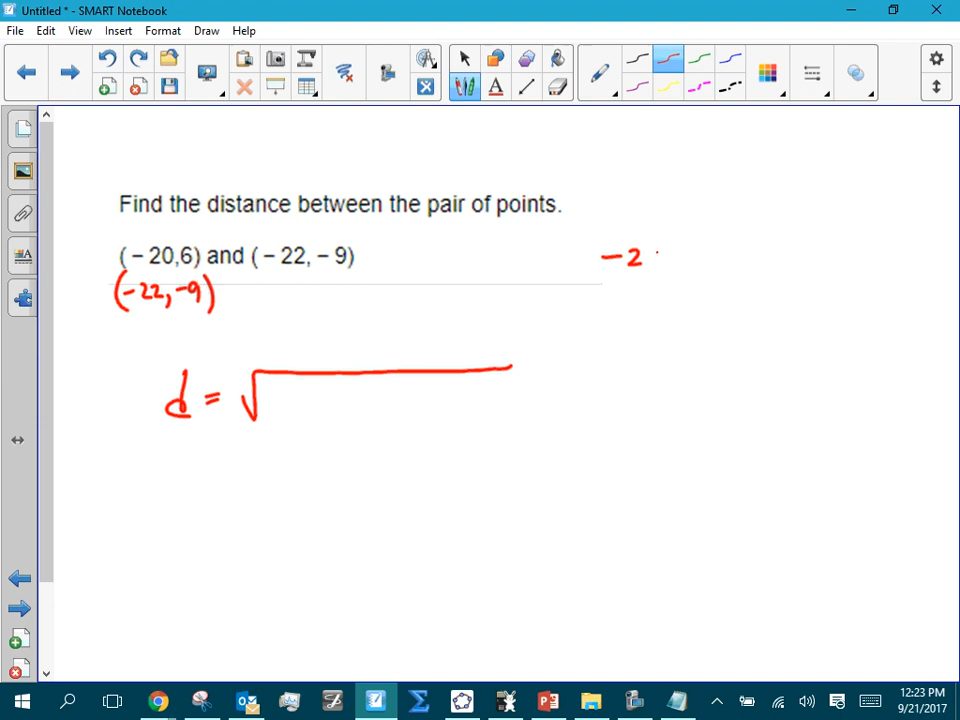 Untitled * - SMART Notebook
File Edit View Insert Format Draw Help
Find the distance between the pair of points.
(− 20,6) and (− 22, − 9)
−2
(-22, -9)
d = √
12:23 PM
9/21/2017